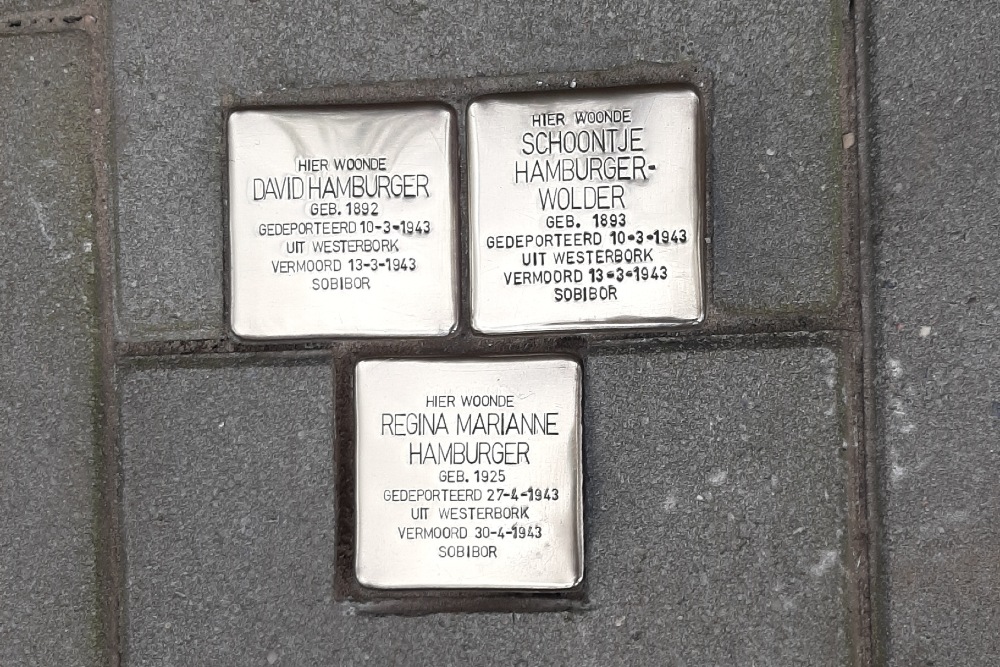 HIER WOONDE
DAVID HAMBURGER
GEB. 1892
GEDEPORTEERD 10-3-1943
UIT WESTERBORK
VERMOORD 13-3-1943
SOBIBOR
HIER WOONDE
SCHOONTJE
HAMBURGER-
WOLDER
GEB. 1893
GEDEPORTEERD 10-3-1943
UIT WESTERBORK
VERMOORD 13-3-1943
SOBIBOR
HIER WOONDE
REGINA MARIANNE
HAMBURGER
GEB. 1925
GEDEPORTEERD 27-4-1943
UIT WESTERBORK
VERMOORD 30-4-1943
SOBIBOR